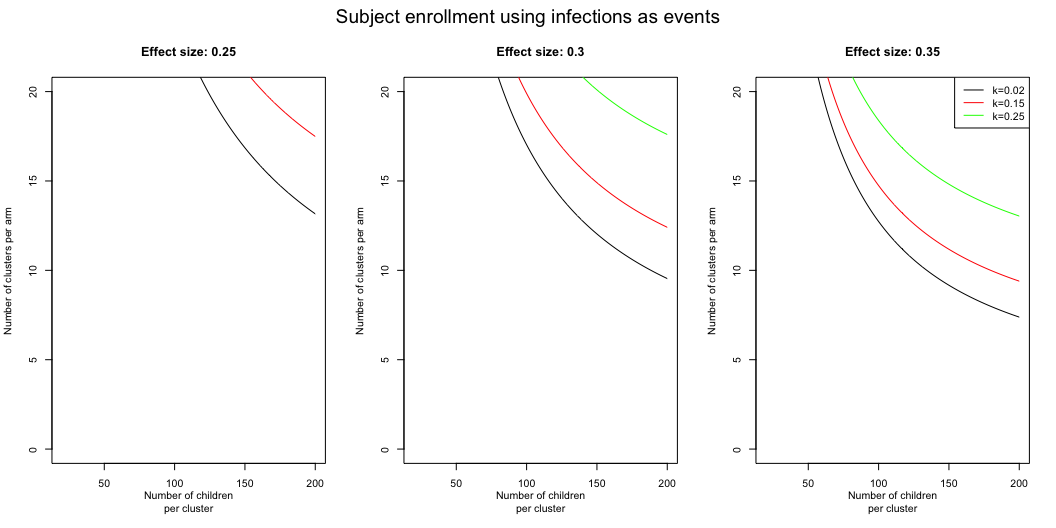 Subject enrollment using infections as events
Effect size: 0.25
Number of clusters per arm
20
15
10
5
0
50 100 150 200
Number of children
per cluster
Effect size: 0.3
Number of clusters per arm
20
15
10
5
0
50 100 150 200
Number of children
per cluster
Effect size: 0.35
Number of clusters per arm
20
15
10
5
0
k=0.02
k=0.15
k=0.25
50 100 150 200
Number of children
per cluster